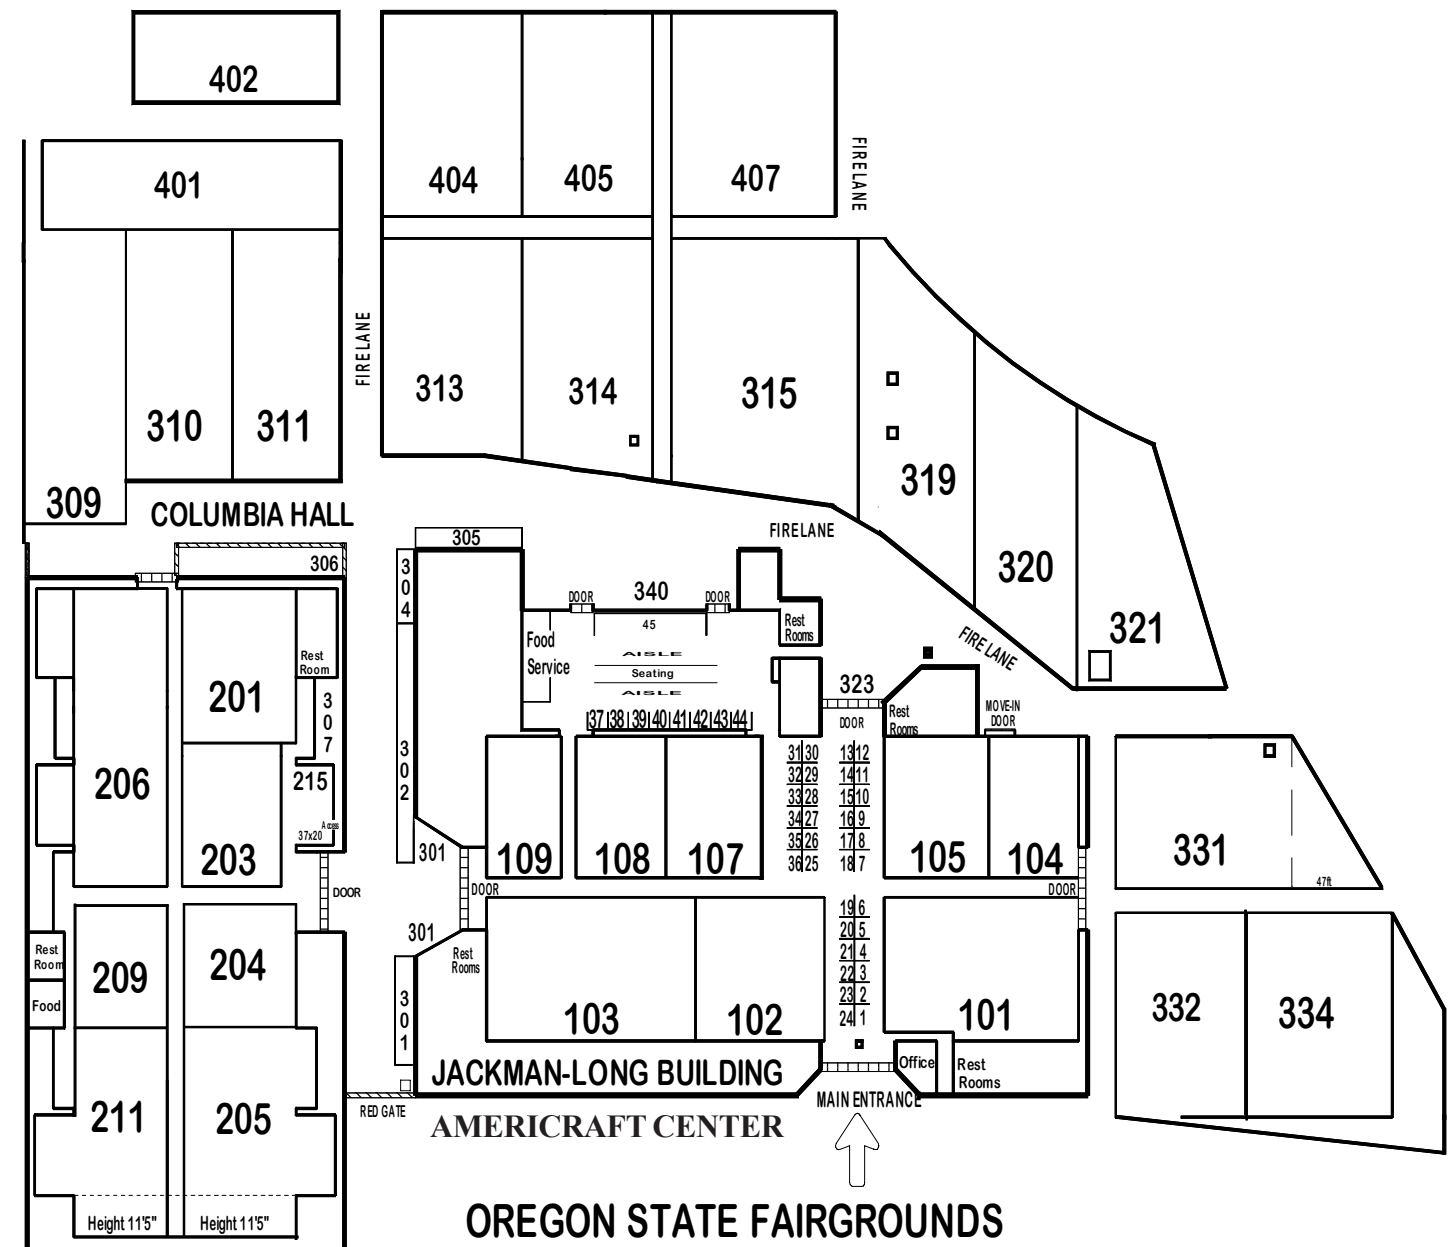 402
401
404
405
407
FIRELANE
FIRELANE
313
314
315
310
311
319
309
COLUMBIA HALL
FIRELANE
305
306
304
DOOR
340
DOOR
320
45
Rest
Rooms
Food
Service
AISLE
Seating
AISLE
FIRE LANE
321
Rest
Room
201
307
323
DOOR
Rest
Rooms
MOVE-IN
DOOR
37 38 39 40 41 42 43 44
206
302
215
Access
37x20
203
31 30
32 29
33 28
34 27
35 26
36 25
13 12
14 11
15 10
16 9
17 8
18 7
301
109
108
107
105
104
331
47ft
DOOR
DOOR
DOOR
19 6
20 5
21 4
22 3
23 2
24 1
301
Rest
Rooms
Rest
Room
Food
209
204
301
103
102
101
332
334
Office
Rest
Rooms
JACKMAN-LONG BUILDING
MAIN ENTRANCE
RED GATE
211
205
AMERICRAFT CENTER
Height 11'5"
Height 11'5"
OREGON STATE FAIRGROUNDS